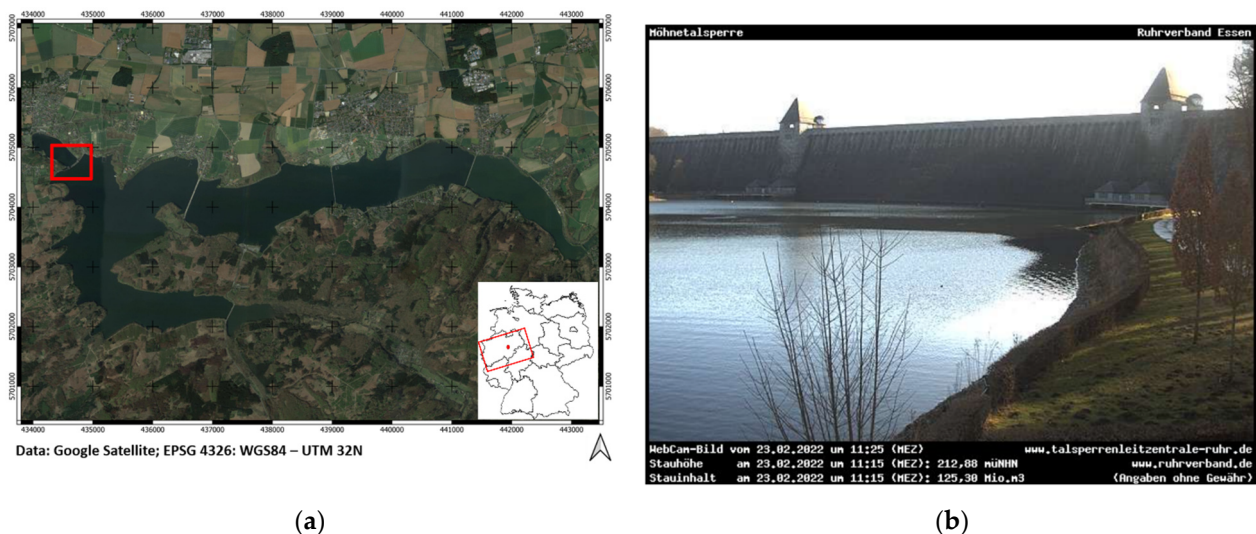 434000 435000 436000 437000 438000 439000 440000 441000 442000 443000
5707000 5707000
5706000 5706000
5705000 5705000
5704000 5704000
5703000 5703000
5702000 5702000
5701000 5701000
434000 435000 436000 437000 438000 439000 440000 441000 442000 443000
Data: Google Satellite; EPSG 4326: WGS84 – UTM 32N
(a)
Möhnetalsperre Ruhrverband Essen
WebCam-Bild vom 23.02.2022 um 11:25 (MEZ) www.talsperrenleitzentrale-ruhr.de
Stauhöhe am 23.02.2022 um 11:15 (MEZ): 212,88 müNHN www.ruhrverband.de
Stauinhalt am 23.02.2022 um 11:15 (MEZ): 125,30 Mio.m3 (Angaben ohne Gewähr)
(b)